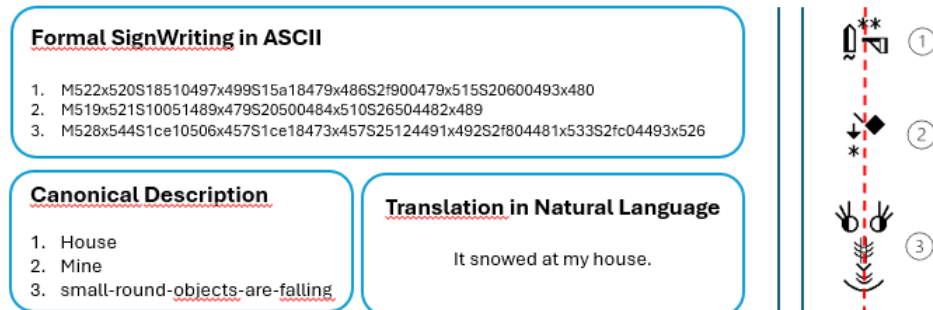 Formal SignWriting in ASCII
1. M522x520S18510497x499S15a18479x486S2f900479x515S20600493x480
2. M519x521S10051489x479S20500484x510S26504482x489
3. M528x544S1ce10506x457S1ce18473x457S25124491x492S2f804481x533S2fc04493x526
Canonical Description
1. House
2. Mine
3. small-round-objects-are-falling
Translation in Natural Language
It snowed at my house.
1
2
3